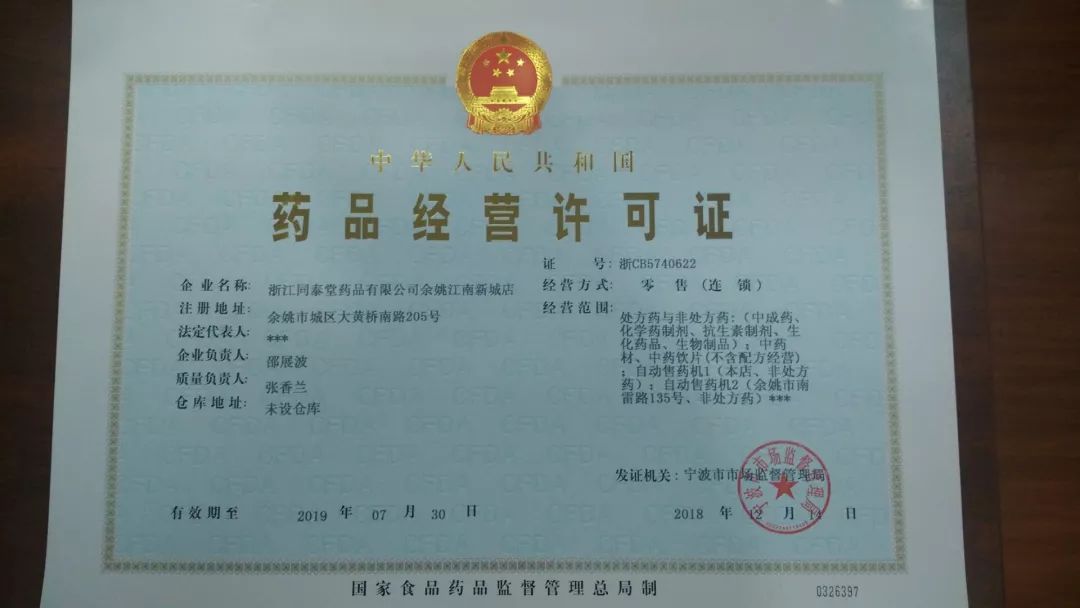 中华人民共和国
药品经营许可证
证 号:浙CB5740622
企业名称:浙江同泰堂药品有限公司余姚江南新城店
经营方式: 零 售(连 锁)
注册地址:余姚市城区大黄桥南路205号
经营范围:处方药与非处方药:(中成药、
化学药制剂、抗生素制剂、生
化药品、生物制品);中药
材、中药饮片(不含配方经营)
;自动售药机1(本店、非处方
药);自动售药机2(余姚市南
雷路135号、非处方药)***
法定代表人:***
企业负责人:邵展波
质量负责人:张香兰
仓库地址:未设仓库
发证机关:宁波市市场监督管理局
有效期至 2019 年 07 月 30 日
2018 年 12 月 14 日
国家食品药品监督管理总局制
0326397